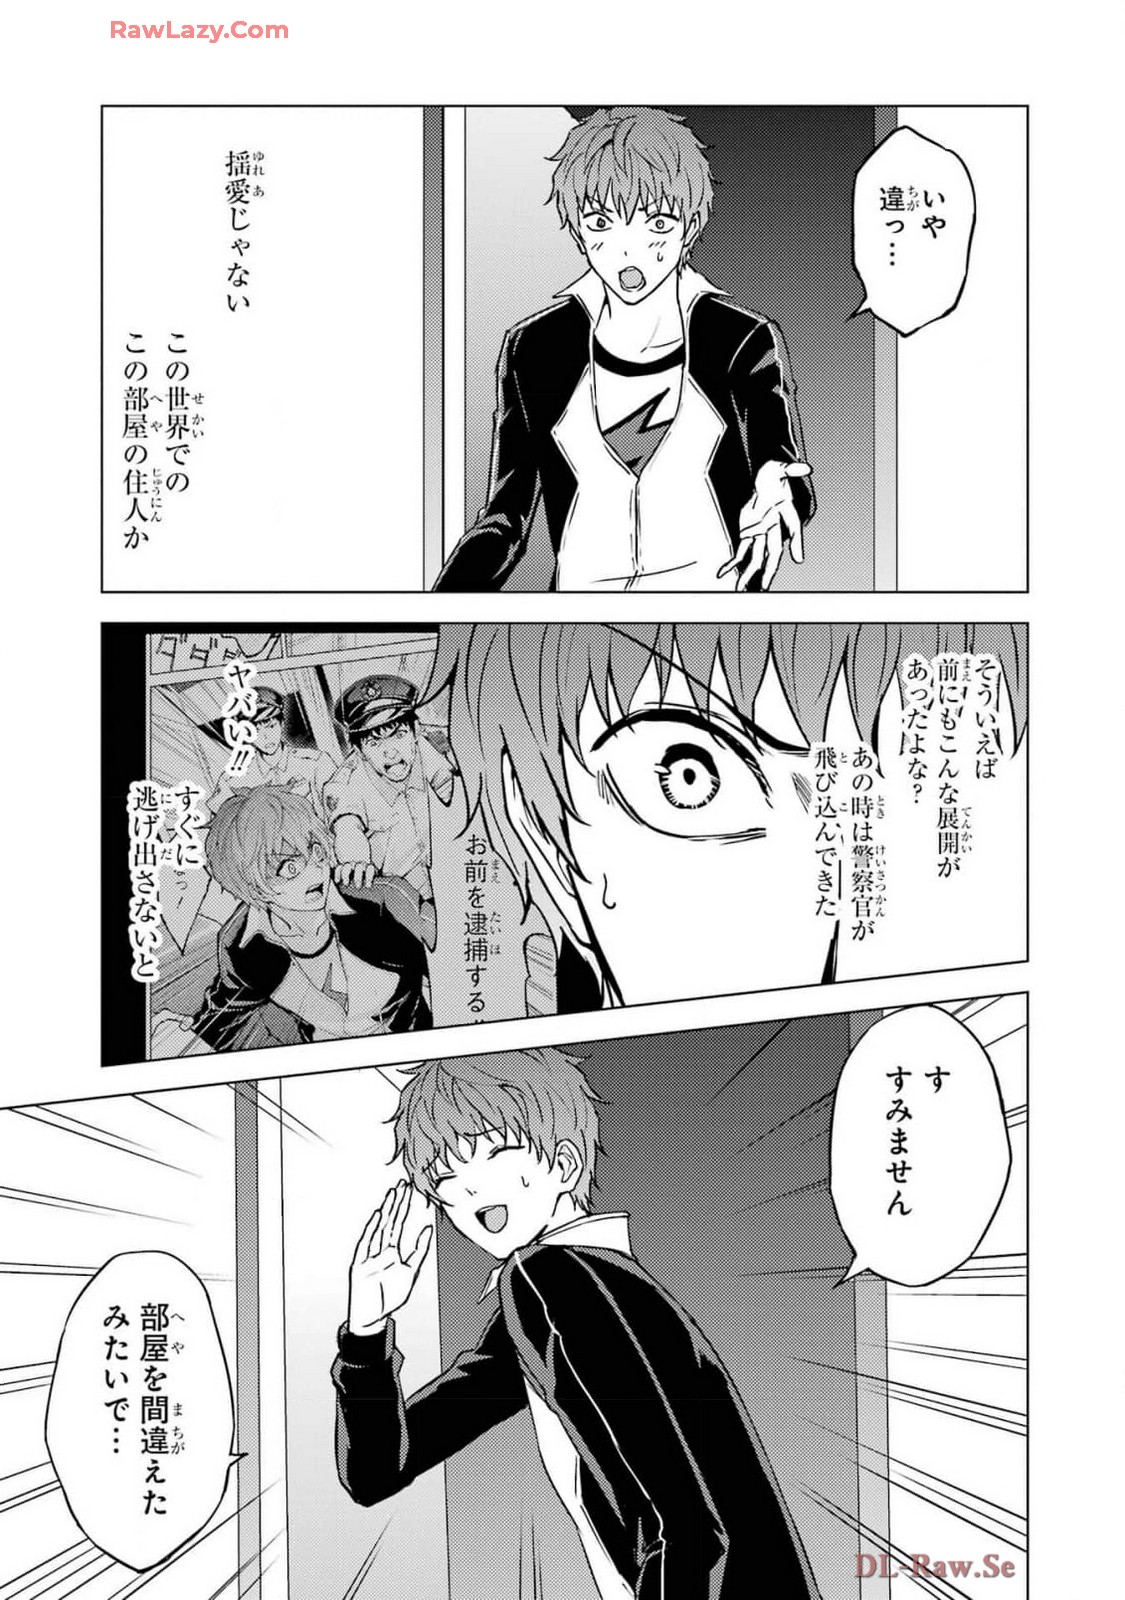 RawLazy.Com
いや
違っ…
揺愛じゃない
この世界での
この部屋の住人か
そういえば
前にもこんな展開が
あったよな?
あの時は警察官が
飛び込んできた
ダダダ
お前を逮捕する!!
ヤバい!!
すぐに
逃げ出さないと
す
すみません
部屋を間違えた
みたいで…
DL-Raw.Se